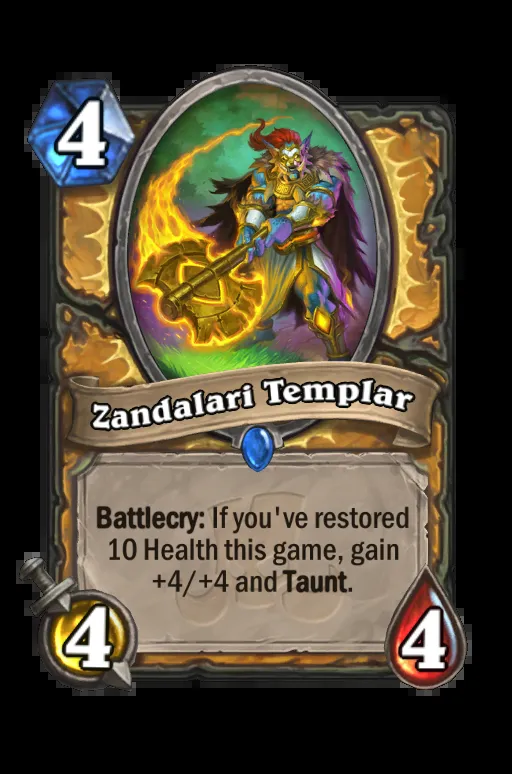 4
Zandalari Templar
Battlecry: If you've restored
10 Health this game, gain
+4/+4 and Taunt.
4
4